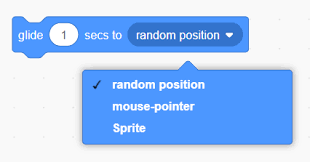 glide 1 secs to random position
✓ random position
mouse-pointer
Sprite